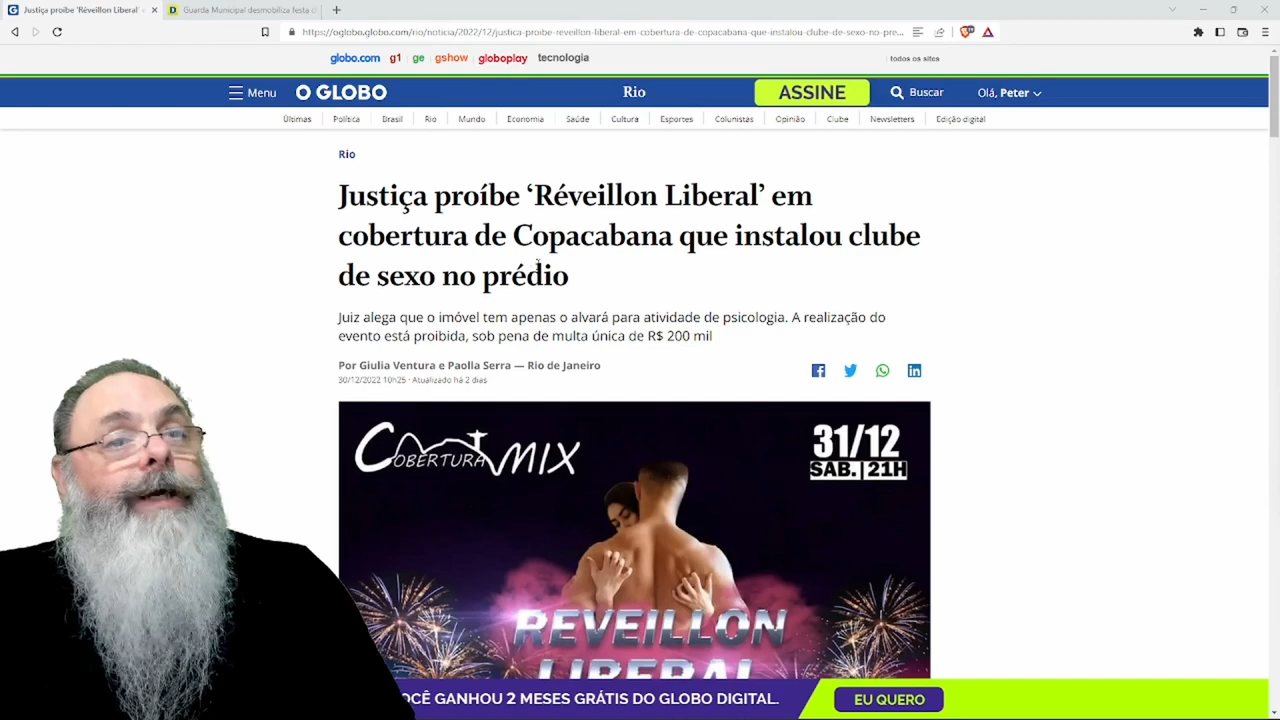 Justiça proíbe 'Réveillon Liberal' e
Guarda Municipal desmobiliza festa c
https://oglobo.globo.com/rio/noticia/2022/12/justica-proibe-reveillon-liberal-em-cobertura-de-copacabana-que-instalou-clube-de-sexo-no-pre...
globo.com g1 ge gshow globoplay tecnologia todos os sites
Menu O GLOBO Rio ASSINE Buscar Olá, Peter
Últimas Política Brasil Rio Mundo Economia Saúde Cultura Esportes Colunistas Opinião Clube Newsletters Edição digital
Rio
Justiça proíbe ‘Réveillon Liberal’ em
cobertura de Copacabana que instalou clube
de sexo no prédio
Juiz alega que o imóvel tem apenas o alvará para atividade de psicologia. A realização do
evento está proibida, sob pena de multa única de R$ 200 mil
Por Giulia Ventura e Paolla Serra — Rio de Janeiro
30/12/2022 10h25 · Atualizado há 2 dias
COBERTURA MIX
31/12
SAB. 21H
REVEILLON
LIBERAL
OCÊ GANHOU 2 MESES GRÁTIS DO GLOBO DIGITAL.
EU QUERO